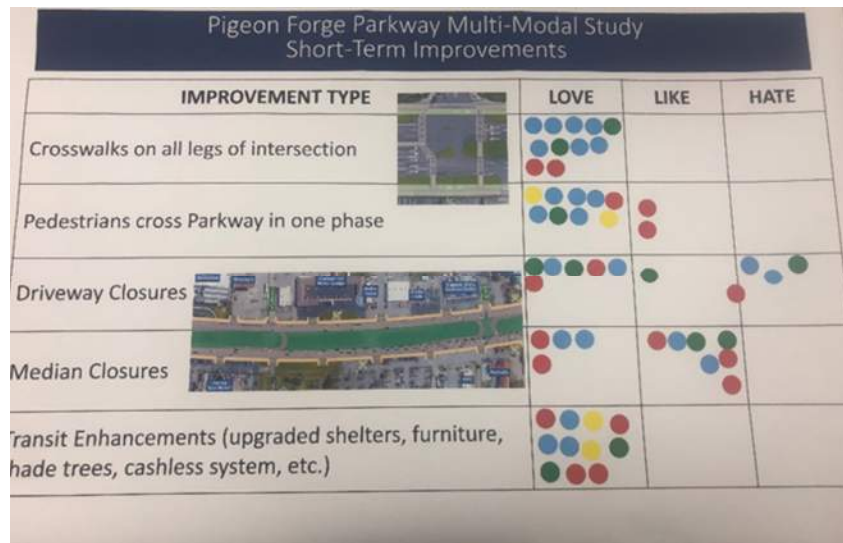 Pigeon Forge Parkway Multi-Modal Study
Short-Term Improvements
IMPROVEMENT TYPE LOVE LIKE HATE
Crosswalks on all legs of intersection
Pedestrians cross Parkway in one phase
Driveway Closures
Median Closures
Transit Enhancements (upgraded shelters, furniture,
hade trees, cashless system, etc.)